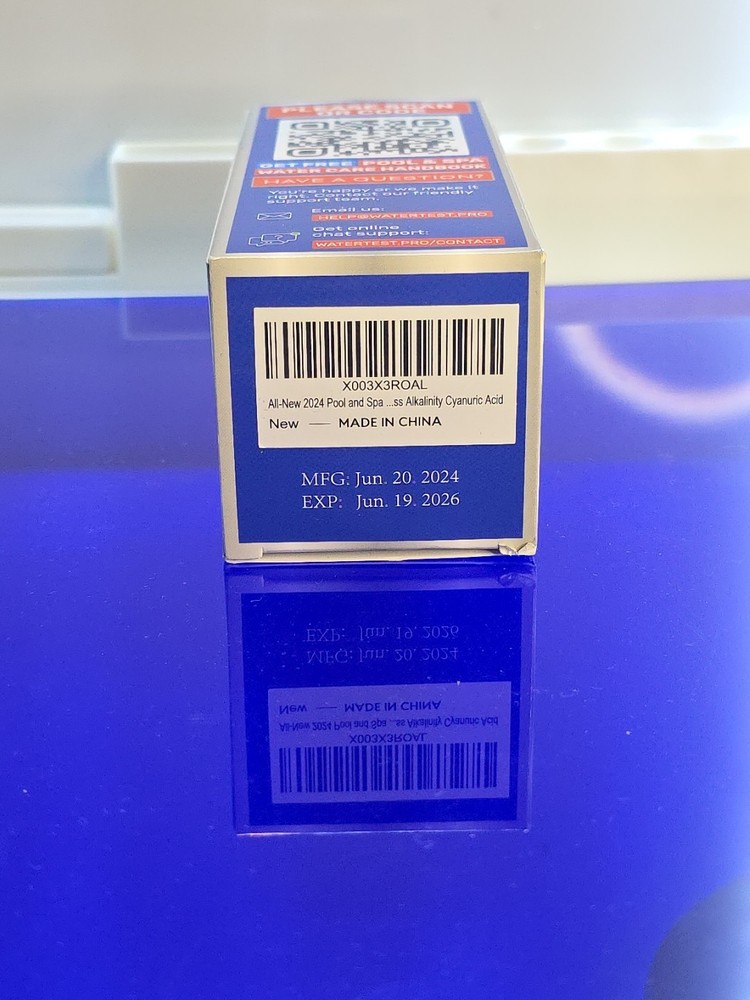 PLEASE SCAN
QR CODE
GET FREE POOL & SPA
WATER CARE HANDBOOK
HAVE A QUESTION?
You're happy or we make it
right. Contact our friendly
support team.
Email us:
HELP@WATERTEST.PRO
Get online
chat support:
WATERTEST.PRO/CONTACT
X003X3ROAL
All-New 2024 Pool and Spa ...ss Alkalinity Cyanuric Acid
New — MADE IN CHINA
MFG: Jun. 20. 2024
EXP: Jun. 19. 2026